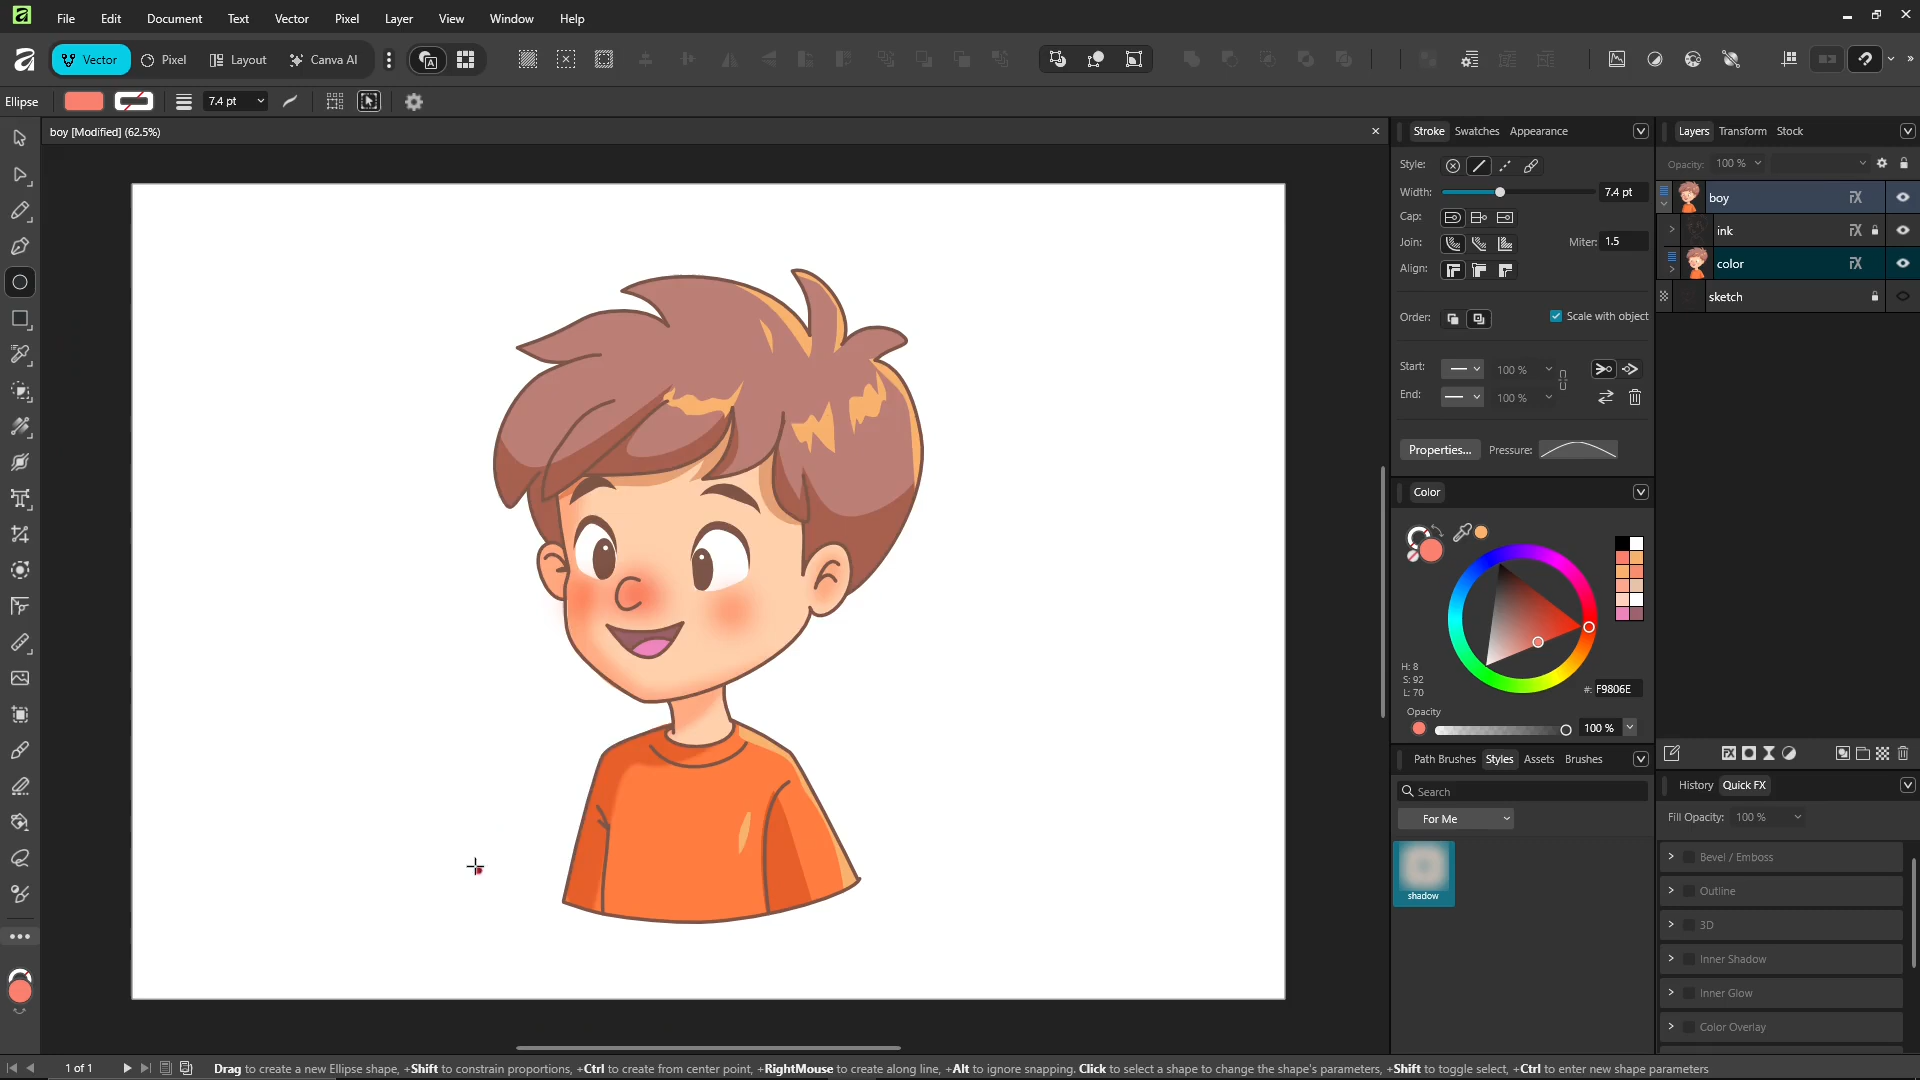 File Edit Document Text Vector Pixel Layer View Window Help
Vector Pixel Layout Canva AI
Ellipse 7.4 pt
boy [Modified] (62.5%)
Stroke Swatches Appearance
Style:
Width: 7.4 pt
Cap:
Join: Miter: 1.5
Align:
Order: Scale with object
Start: 100 %
End: 100 %
Properties... Pressure:
Color
H: 8
S: 92
L: 70
#: F9806E
Opacity
100 %
Path Brushes Styles Assets Brushes
Search
For Me
shadow
Layers Transform Stock
Opacity: 100 %
boy
ink
color
sketch
History Quick FX
Fill Opacity: 100 %
Bevel / Emboss
Outline
3D
Inner Shadow
Inner Glow
Color Overlay
1 of 1 Drag to create a new Ellipse shape, +Shift to constrain proportions, +Ctrl to create from center point, +RightMouse to create along line, +Alt to ignore snapping. Click to select a shape to change the shape's parameters, +Shift to toggle select, +Ctrl to enter new shape parameters